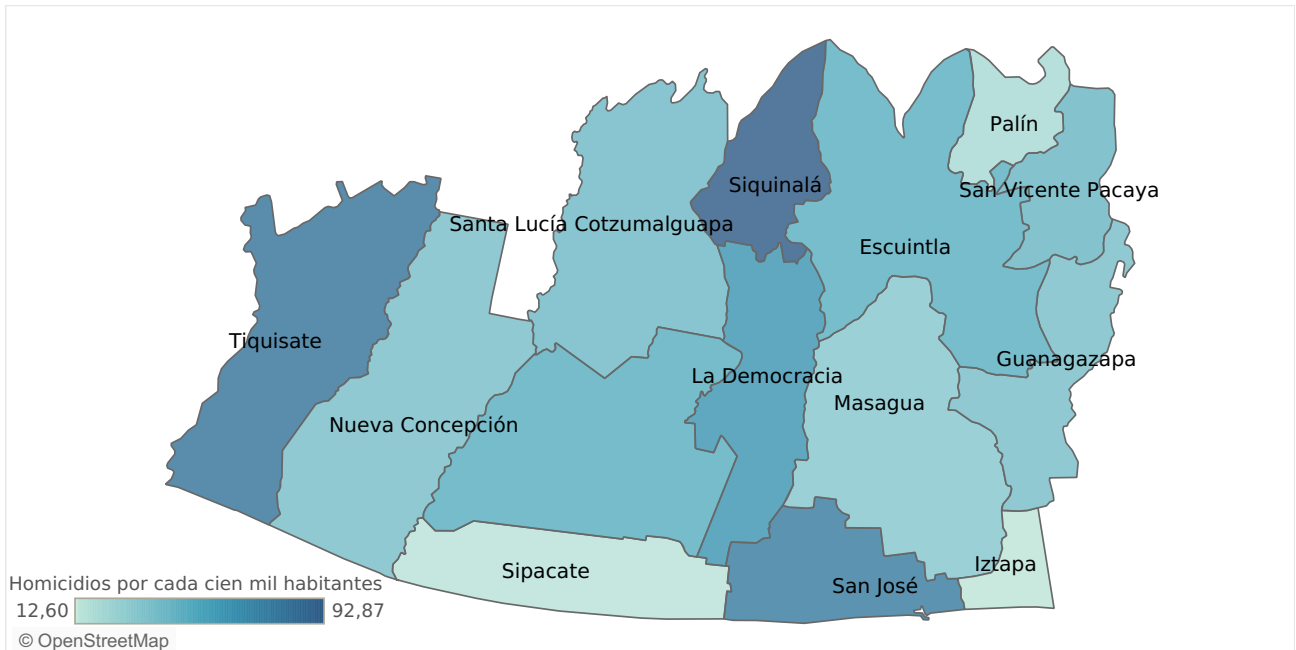 Palín
Siquinalá
San Vicente Pacaya
Santa Lucía Cotzumalguapa
Escuintla
Tiquisate
Guanagazapa
La Democracia
Masagua
Nueva Concepción
Iztapa
Sipacate
San José
Homicidios por cada cien mil habitantes
12,60 92,87
© OpenStreetMap